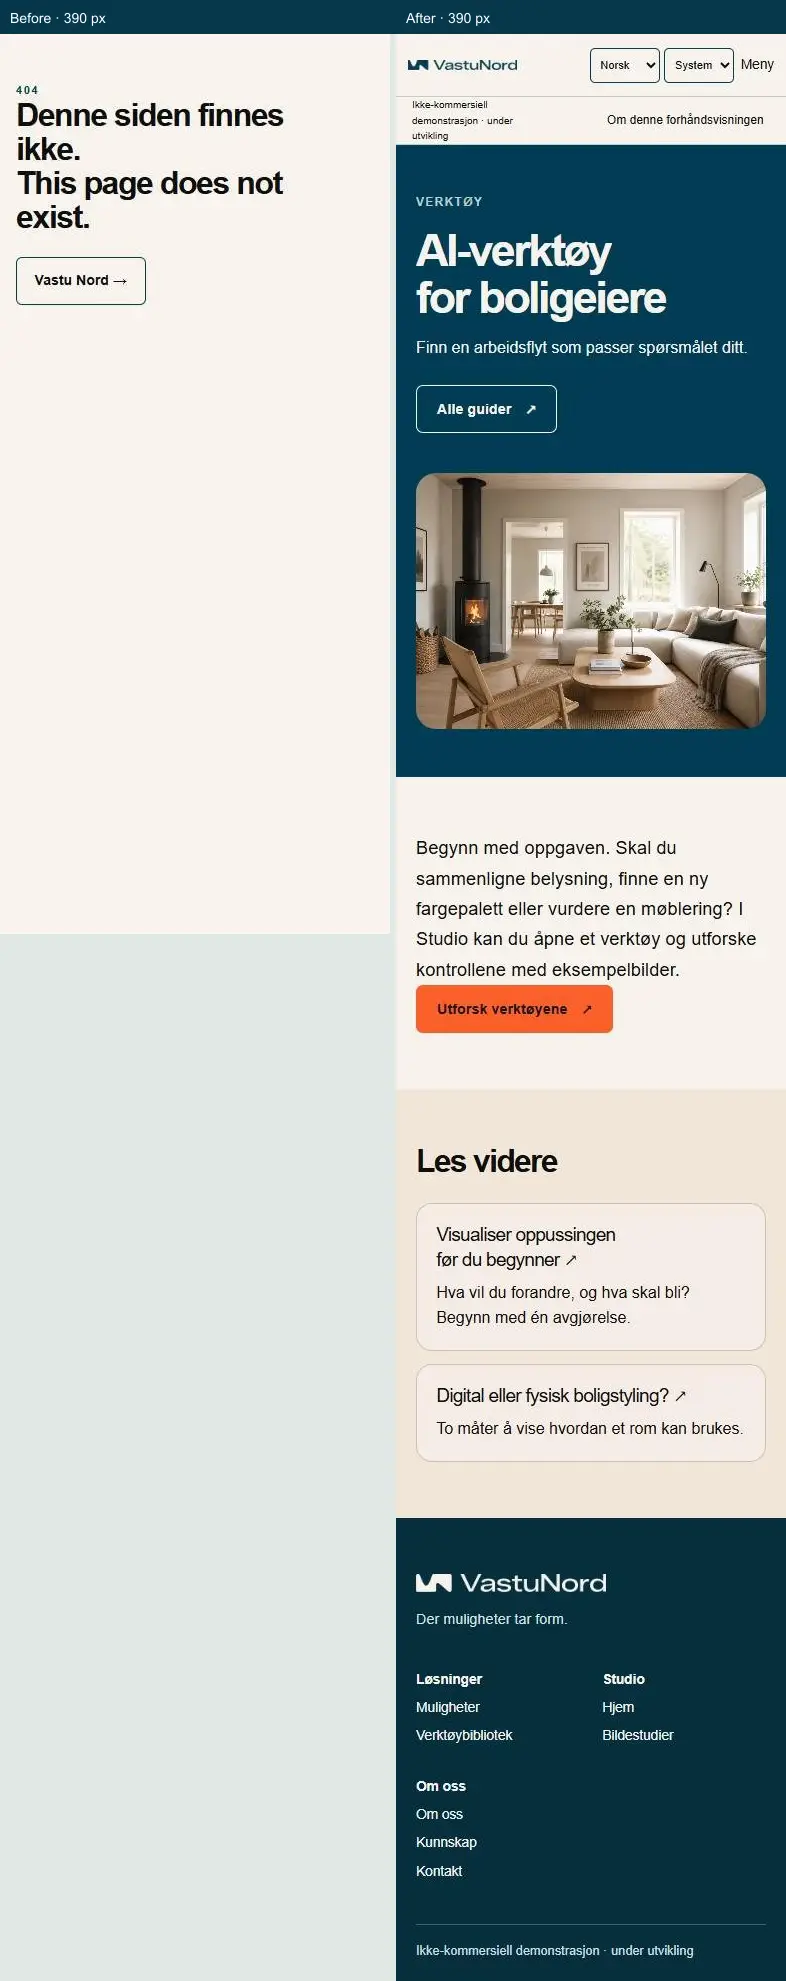 Before · 390 px
404
Denne siden finnes
ikke.
This page does not
exist.
Vastu Nord →
After · 390 px
VastuNord
Norsk
System
Meny
Ikke-kommersiell
demonstrasjon · under
utvikling
Om denne forhåndsvisningen
VERKTØY
AI-verktøy
for boligeiere
Finn en arbeidsflyt som passer spørsmålet ditt.
Alle guider ↗
Begynn med oppgaven. Skal du
sammenligne belysning, finne en ny
fargepalett eller vurdere en møblering? I
Studio kan du åpne et verktøy og utforske
kontrollene med eksempelbilder.
Utforsk verktøyene ↗
Les videre
Visualiser oppussingen
før du begynner ↗
Hva vil du forandre, og hva skal bli?
Begynn med én avgjørelse.
Digital eller fysisk boligstyling? ↗
To måter å vise hvordan et rom kan brukes.
VastuNord
Der muligheter tar form.
Løsninger
Muligheter
Verktøybibliotek
Studio
Hjem
Bildestudier
Om oss
Om oss
Kunnskap
Kontakt
Ikke-kommersiell demonstrasjon · under utvikling